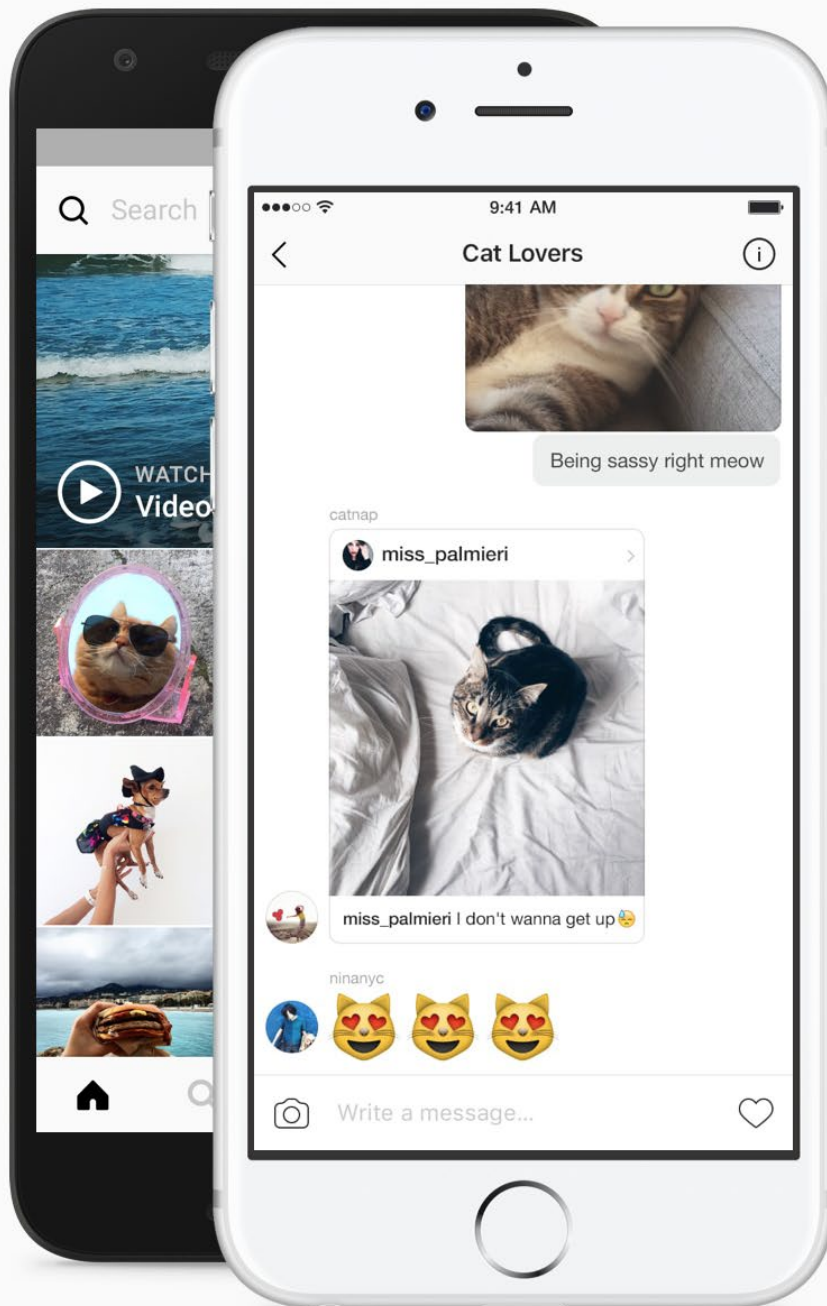 Search
WATCH
Video
9:41 AM
Cat Lovers
Being sassy right meow
catnap
miss_palmieri
miss_palmieri I don't wanna get up😓
ninanyc
😻 😻 😻
Write a message...